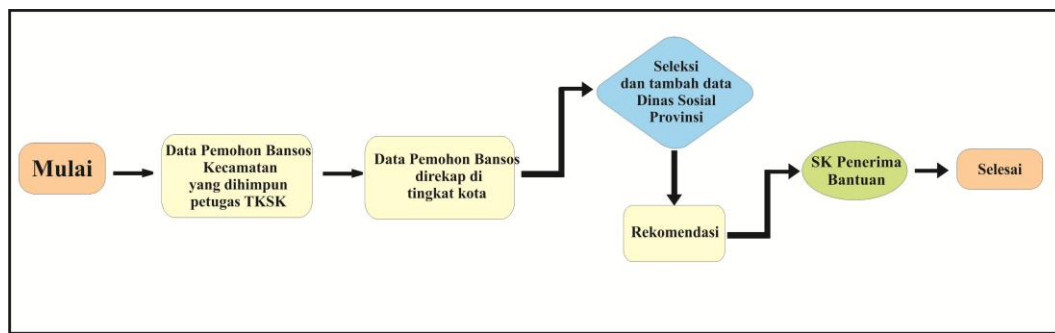 Mulai
Data Pemohon Bansos
Kecamatan
yang dihimpun
petugas TKSK
Data Pemohon Bansos
direkap di
tingkat kota
Seleksi
dan tambah data
Dinas Sosial
Provinsi
Rekomendasi
SK Penerima
Bantuan
Selesai